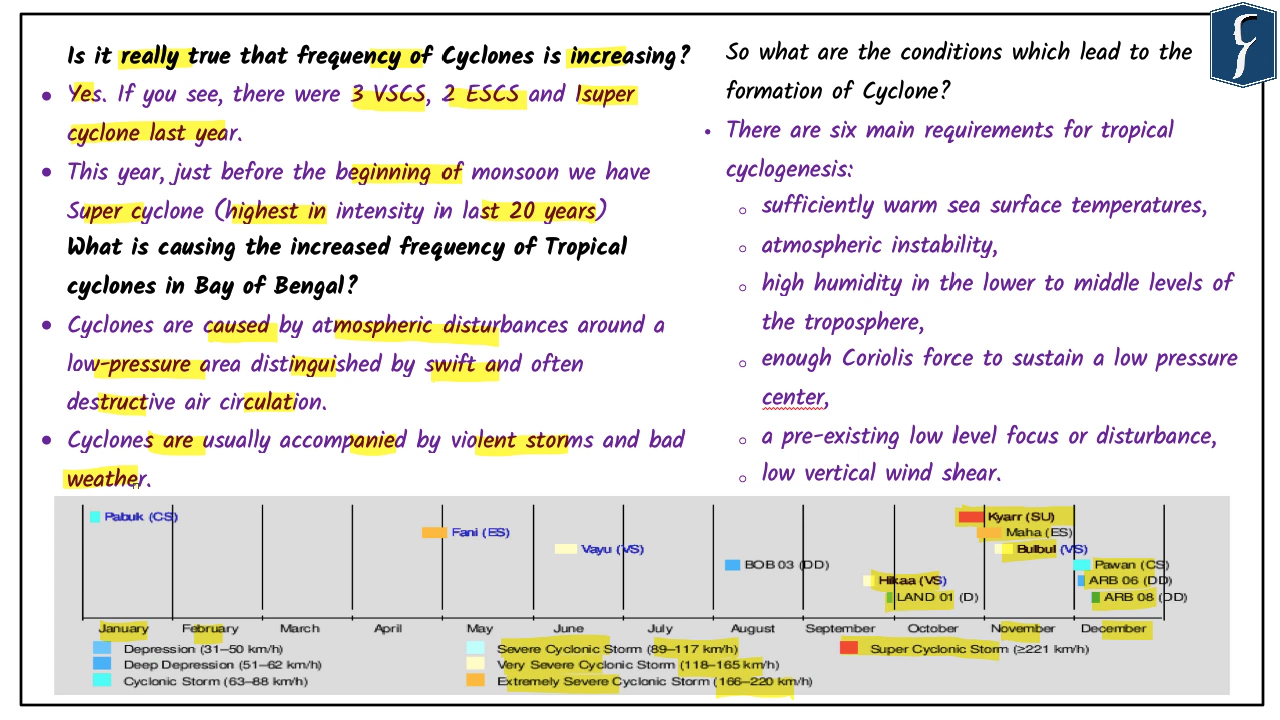 Is it really true that frequency of Cyclones is increasing?
Yes. If you see, there were 3 VSCS, 2 ESCS and 1super
cyclone last year.
This year, just before the beginning of monsoon we have
Super cyclone (highest in intensity in last 20 years)
What is causing the increased frequency of Tropical
cyclones in Bay of Bengal?
Cyclones are caused by atmospheric disturbances around a
low-pressure area distinguished by swift and often
destructive air circulation.
Cyclones are usually accompanied by violent storms and bad
weather.
So what are the conditions which lead to the
formation of Cyclone?
There are six main requirements for tropical
cyclogenesis:
sufficiently warm sea surface temperatures,
atmospheric instability,
high humidity in the lower to middle levels of
the troposphere,
enough Coriolis force to sustain a low pressure
center,
a pre-existing low level focus or disturbance,
low vertical wind shear.
Pabuk (CS)
Fani (ES)
Vayu (VS)
BOB 03 (DD)
Hikaa (VS)
LAND 01 (D)
Kyarr (SU)
Maha (ES)
Bulbul (VS)
Pawan (CS)
ARB 06 (DD)
ARB 08 (DD)
January February March April May June July August September October November December
Depression (31–50 km/h)
Deep Depression (51–62 km/h)
Cyclonic Storm (63–88 km/h)
Severe Cyclonic Storm (89–117 km/h)
Very Severe Cyclonic Storm (118–165 km/h)
Extremely Severe Cyclonic Storm (166–220 km/h)
Super Cyclonic Storm (≥221 km/h)